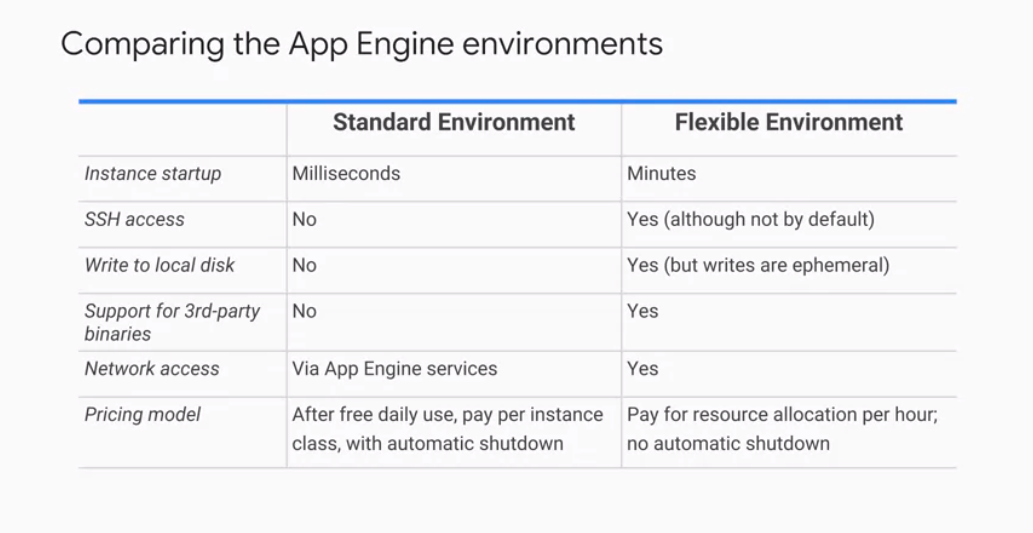 Comparing the App Engine environments
Standard Environment Flexible Environment
Instance startup Milliseconds Minutes
SSH access No Yes (although not by default)
Write to local disk No Yes (but writes are ephemeral)
Support for 3rd-party No Yes
binaries
Network access Via App Engine services Yes
Pricing model After free daily use, pay per instance Pay for resource allocation per hour;
class, with automatic shutdown no automatic shutdown